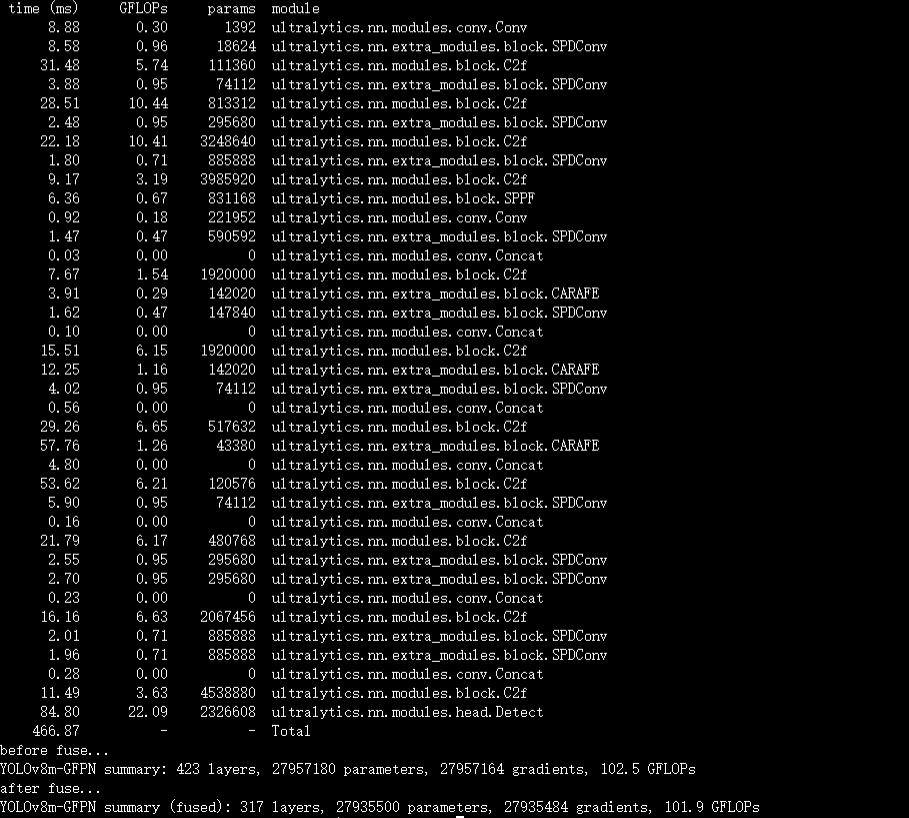 time (ms) GFLOPs params module
8.88 0.30 1392 ultralytics.nn.modules.conv.Conv
8.58 0.96 18624 ultralytics.nn.extra_modules.block.SPDConv
31.48 5.74 111360 ultralytics.nn.modules.block.C2f
3.88 0.95 74112 ultralytics.nn.extra_modules.block.SPDConv
28.51 10.44 813312 ultralytics.nn.modules.block.C2f
2.48 0.95 295680 ultralytics.nn.extra_modules.block.SPDConv
22.18 10.41 3248640 ultralytics.nn.modules.block.C2f
1.80 0.71 885888 ultralytics.nn.extra_modules.block.SPDConv
9.17 3.19 3985920 ultralytics.nn.modules.block.C2f
6.36 0.67 831168 ultralytics.nn.modules.block.SPPF
0.92 0.18 221952 ultralytics.nn.modules.conv.Conv
1.47 0.47 590592 ultralytics.nn.extra_modules.block.SPDConv
0.03 0.00 0 ultralytics.nn.modules.conv.Concat
7.67 1.54 1920000 ultralytics.nn.modules.block.C2f
3.91 0.29 142020 ultralytics.nn.extra_modules.block.CARAFE
1.62 0.47 147840 ultralytics.nn.extra_modules.block.SPDConv
0.10 0.00 0 ultralytics.nn.modules.conv.Concat
15.51 6.15 1920000 ultralytics.nn.modules.block.C2f
12.25 1.16 142020 ultralytics.nn.extra_modules.block.CARAFE
4.02 0.95 74112 ultralytics.nn.extra_modules.block.SPDConv
0.56 0.00 0 ultralytics.nn.modules.conv.Concat
29.26 6.65 517632 ultralytics.nn.modules.block.C2f
57.76 1.26 43380 ultralytics.nn.extra_modules.block.CARAFE
4.80 0.00 0 ultralytics.nn.modules.conv.Concat
53.62 6.21 120576 ultralytics.nn.modules.block.C2f
5.90 0.95 74112 ultralytics.nn.extra_modules.block.SPDConv
0.16 0.00 0 ultralytics.nn.modules.conv.Concat
21.79 6.17 480768 ultralytics.nn.modules.block.C2f
2.55 0.95 295680 ultralytics.nn.extra_modules.block.SPDConv
2.70 0.95 295680 ultralytics.nn.extra_modules.block.SPDConv
0.23 0.00 0 ultralytics.nn.modules.conv.Concat
16.16 6.63 2067456 ultralytics.nn.modules.block.C2f
2.01 0.71 885888 ultralytics.nn.extra_modules.block.SPDConv
1.96 0.71 885888 ultralytics.nn.extra_modules.block.SPDConv
0.28 0.00 0 ultralytics.nn.modules.conv.Concat
11.49 3.63 4538880 ultralytics.nn.modules.block.C2f
84.80 22.09 2326608 ultralytics.nn.modules.head.Detect
466.87 - - Total
before fuse...
YOLOv8m-GFPN summary: 423 layers, 27957180 parameters, 27957164 gradients, 102.5 GFLOPs
after fuse...
YOLOv8m-GFPN summary (fused): 317 layers, 27935500 parameters, 27935484 gradients, 101.9 GFLOPs